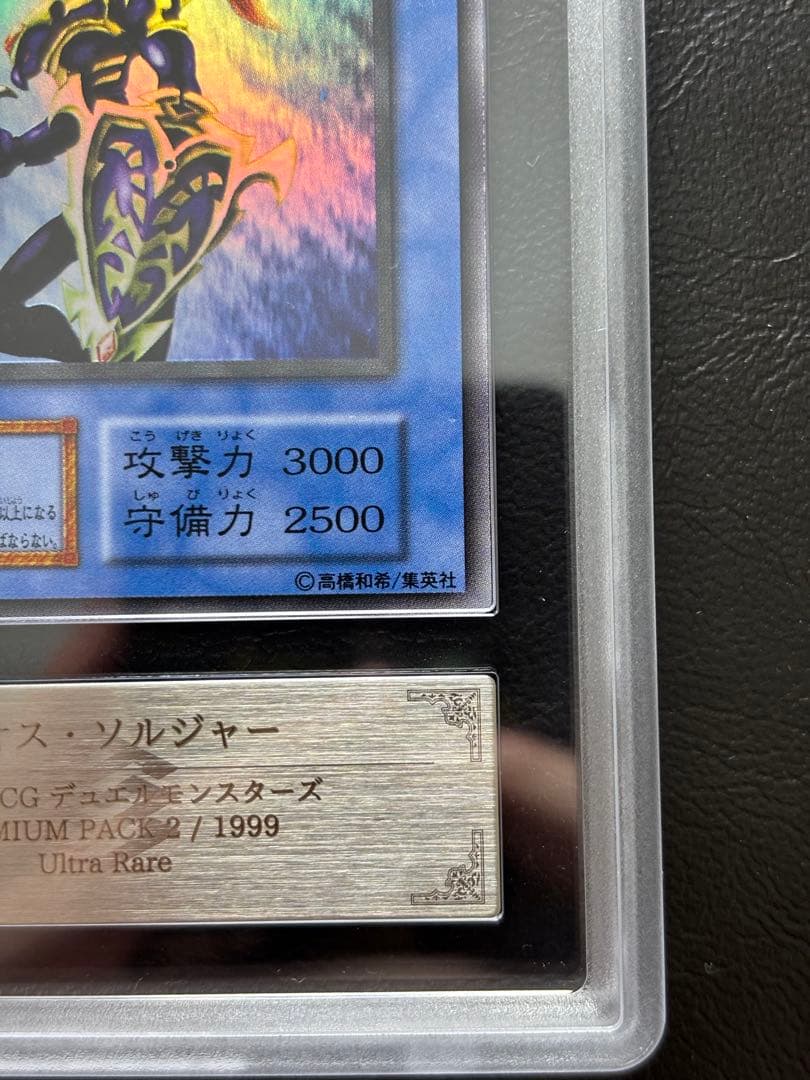 こう げき りょく
攻撃力 3000
しゅ び りょく
守備力 2500
以上になる
ばならない。
©高橋和希/集英社
ス・ソルジャー
CG デュエルモンスターズ
MIUM PACK 2 / 1999
Ultra Rare